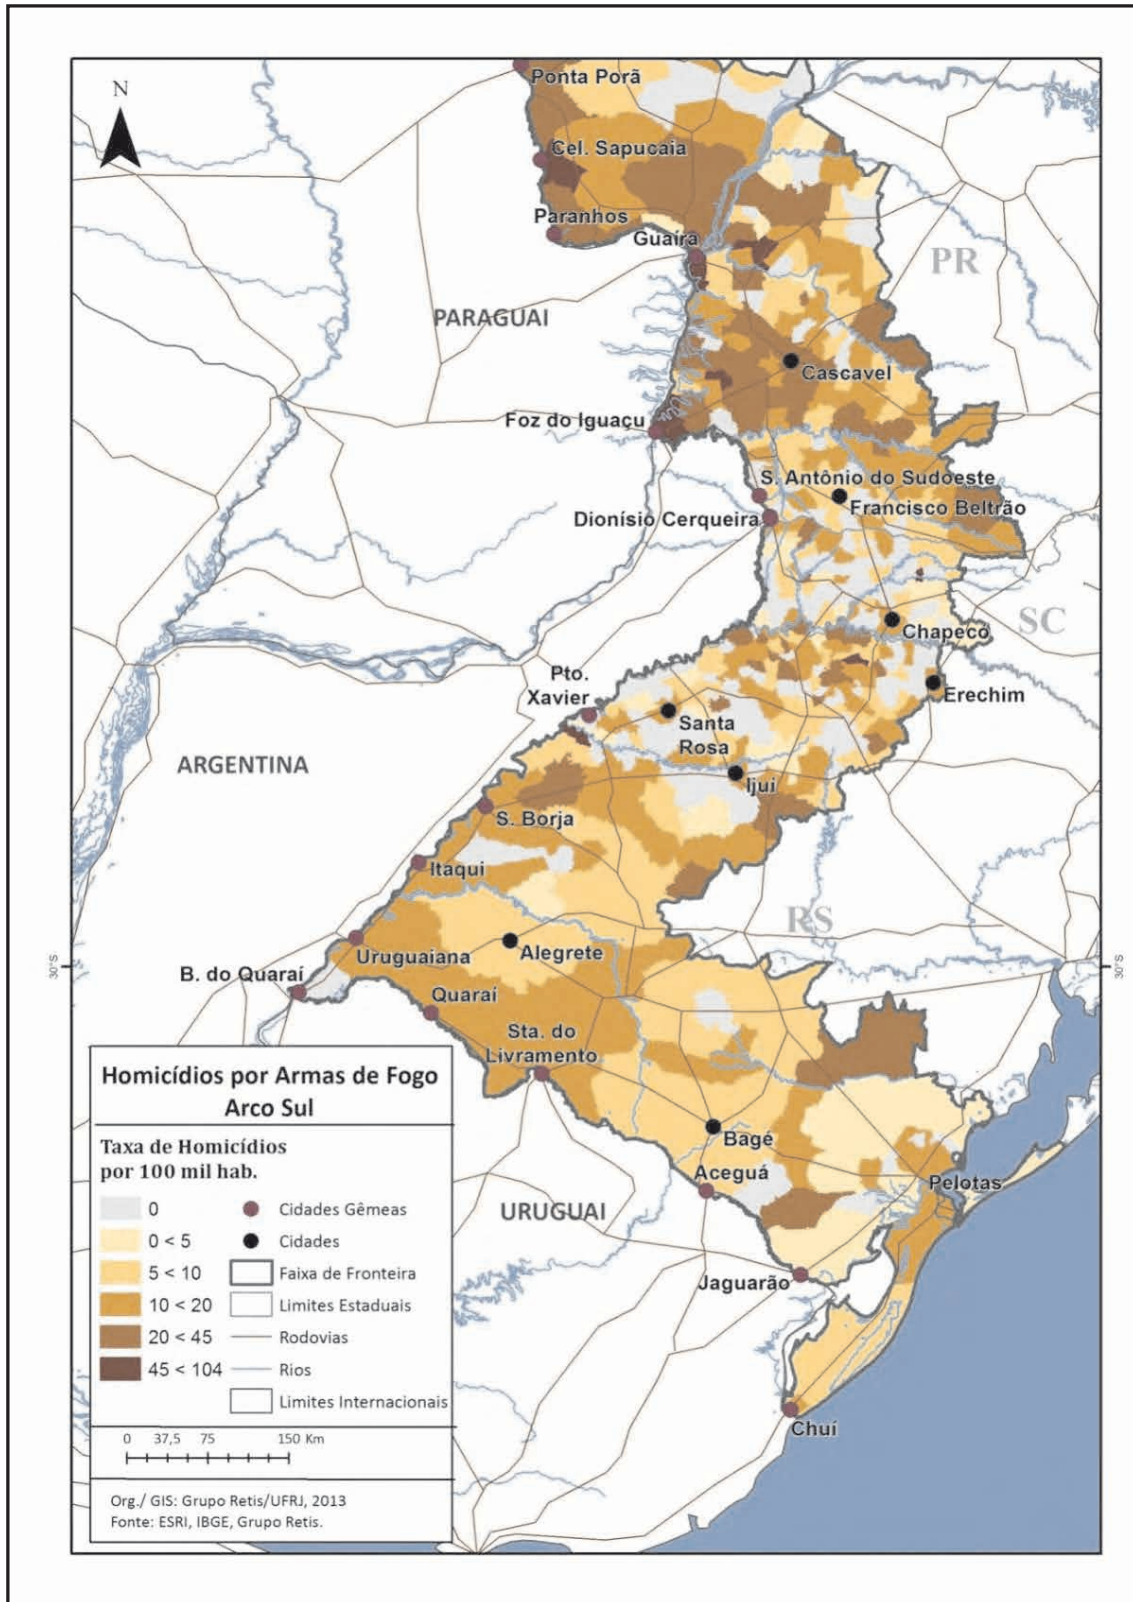 N
Ponta Porã
Cel. Sapucaia
Paranhos
Guaíra
PR
PARAGUAI
Cascavel
Foz do Iguaçu
S. Antônio do Sudoeste
Francisco Beltrão
Dionísio Cerqueira
SC
Chapecó
Pto.
Xavier
Erechim
Santa
Rosa
ARGENTINA
Ijuí
S. Borja
Itaqui
RS
Alegrete
Uruguaiana
30°S
30°S
B. do Quaraí
Quaraí
Sta. do
Livramento
Bagé
Aceguá
Pelotas
URUGUAI
Jaguarão
Chuí
Homicídios por Armas de Fogo
Arco Sul
Taxa de Homicídios
por 100 mil hab.
0
0 < 5
5 < 10
10 < 20
20 < 45
45 < 104
Cidades Gêmeas
Cidades
Faixa de Fronteira
Limites Estaduais
Rodovias
Rios
Limites Internacionais
0 37,5 75 150 Km
Org./ GIS: Grupo Retis/UFRJ, 2013
Fonte: ESRI, IBGE, Grupo Retis.